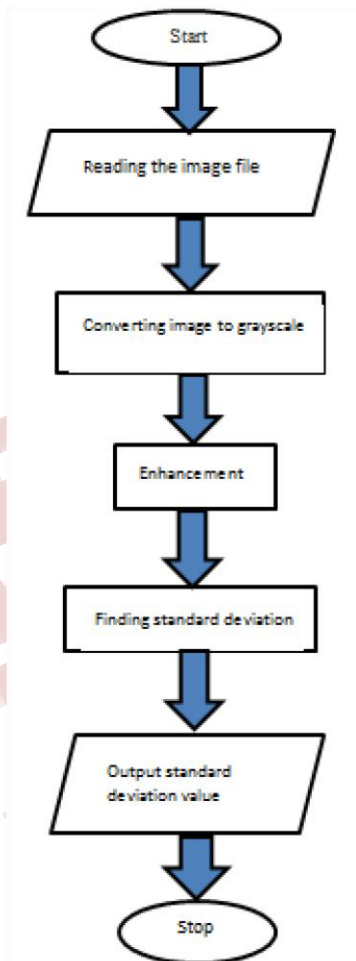 Start
Reading the image file
Converting image to grayscale
Enhancement
Finding standard deviation
Output standard
deviation value
Stop